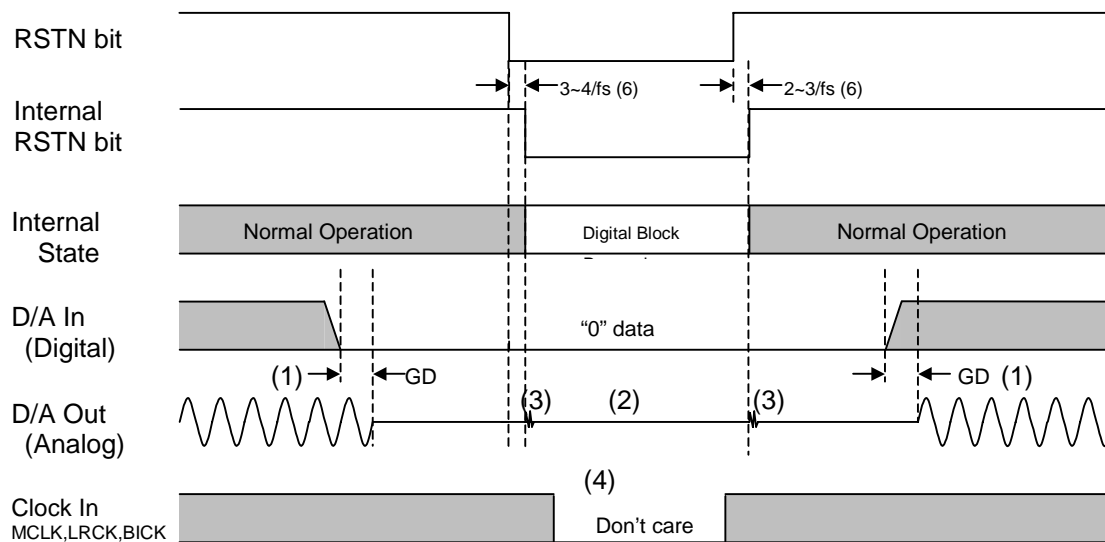 RSTN bit
3~4/fs (6)
2~3/fs (6)
Internal
RSTN bit
Internal
State
Normal Operation
Digital Block
Normal Operation
D/A In
(Digital)
“0” data
(1)
GD
GD
(1)
D/A Out
(Analog)
(3)
(2)
(3)
(4)
Clock In
MCLK,LRCK,BICK
Don’t care